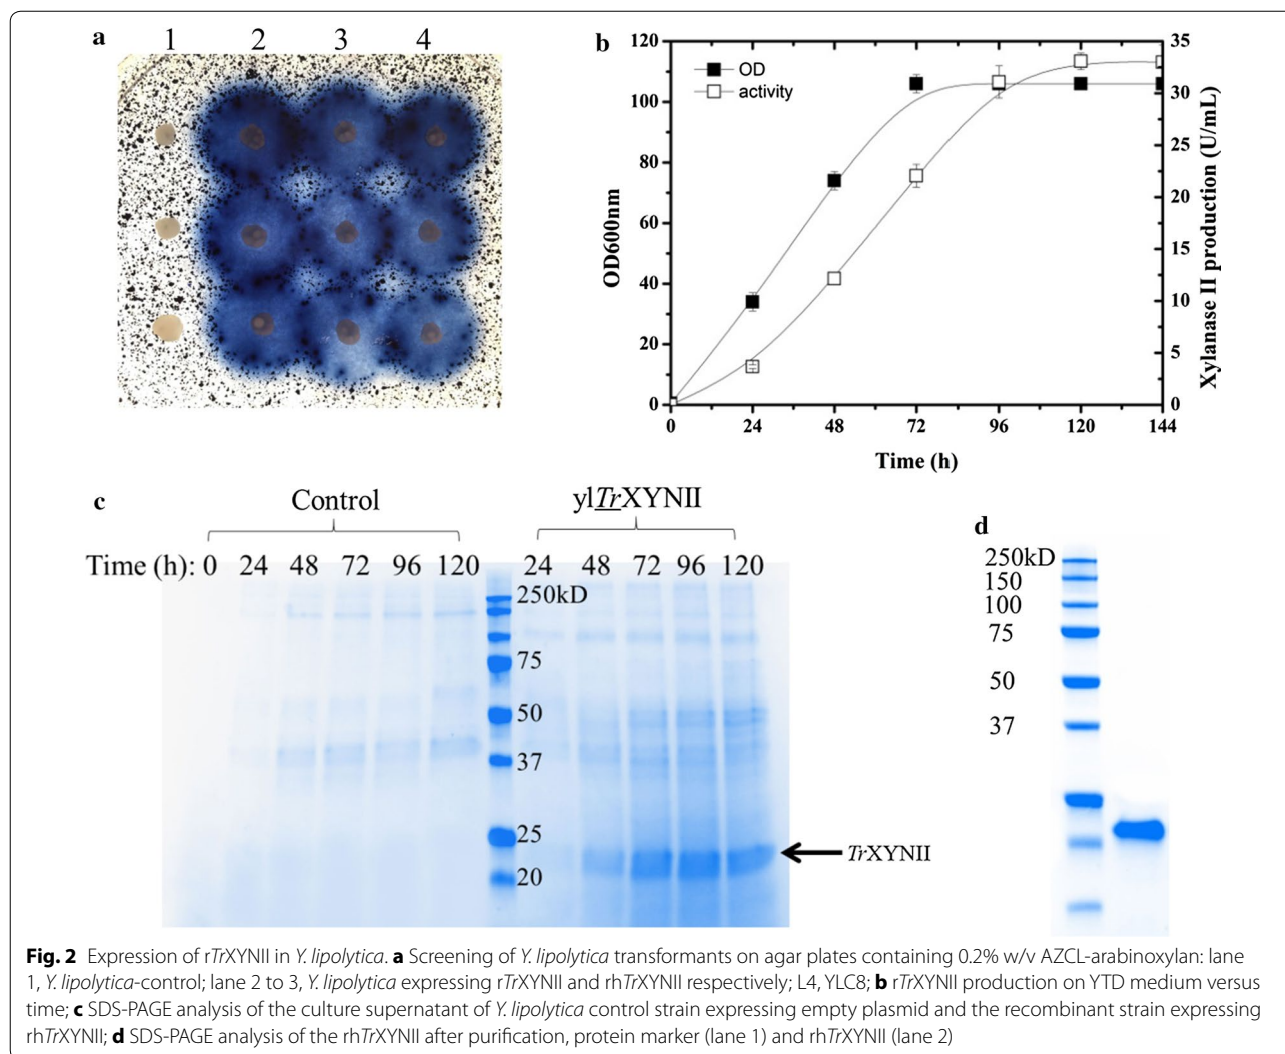 a
1 2 3 4
b
120
100
80
60
40
20
0
OD600nm
OD
activity
35
30
25
20
15
10
5
0
Xylanase II production (U/mL)
0 24 48 72 96 120 144
Time (h)
c
Control
ylTrXYNII
Time (h): 0 24 48 72 96 120
24 48 72 96 120
250kD
75
50
37
25
20
TrXYNII
d
250kD
150
100
75
50
37
Fig. 2 Expression of rTrXYNII in Y. lipolytica. a Screening of Y. lipolytica transformants on agar plates containing 0.2% w/v AZCL-arabinoxylan: lane
1, Y. lipolytica-control; lane 2 to 3, Y. lipolytica expressing rTrXYNII and rhTrXYNII respectively; L4, YLC8; b rTrXYNII production on YTD medium versus
time; c SDS-PAGE analysis of the culture supernatant of Y. lipolytica control strain expressing empty plasmid and the recombinant strain expressing
rhTrXYNII; d SDS-PAGE analysis of the rhTrXYNII after purification, protein marker (lane 1) and rhTrXYNII (lane 2)